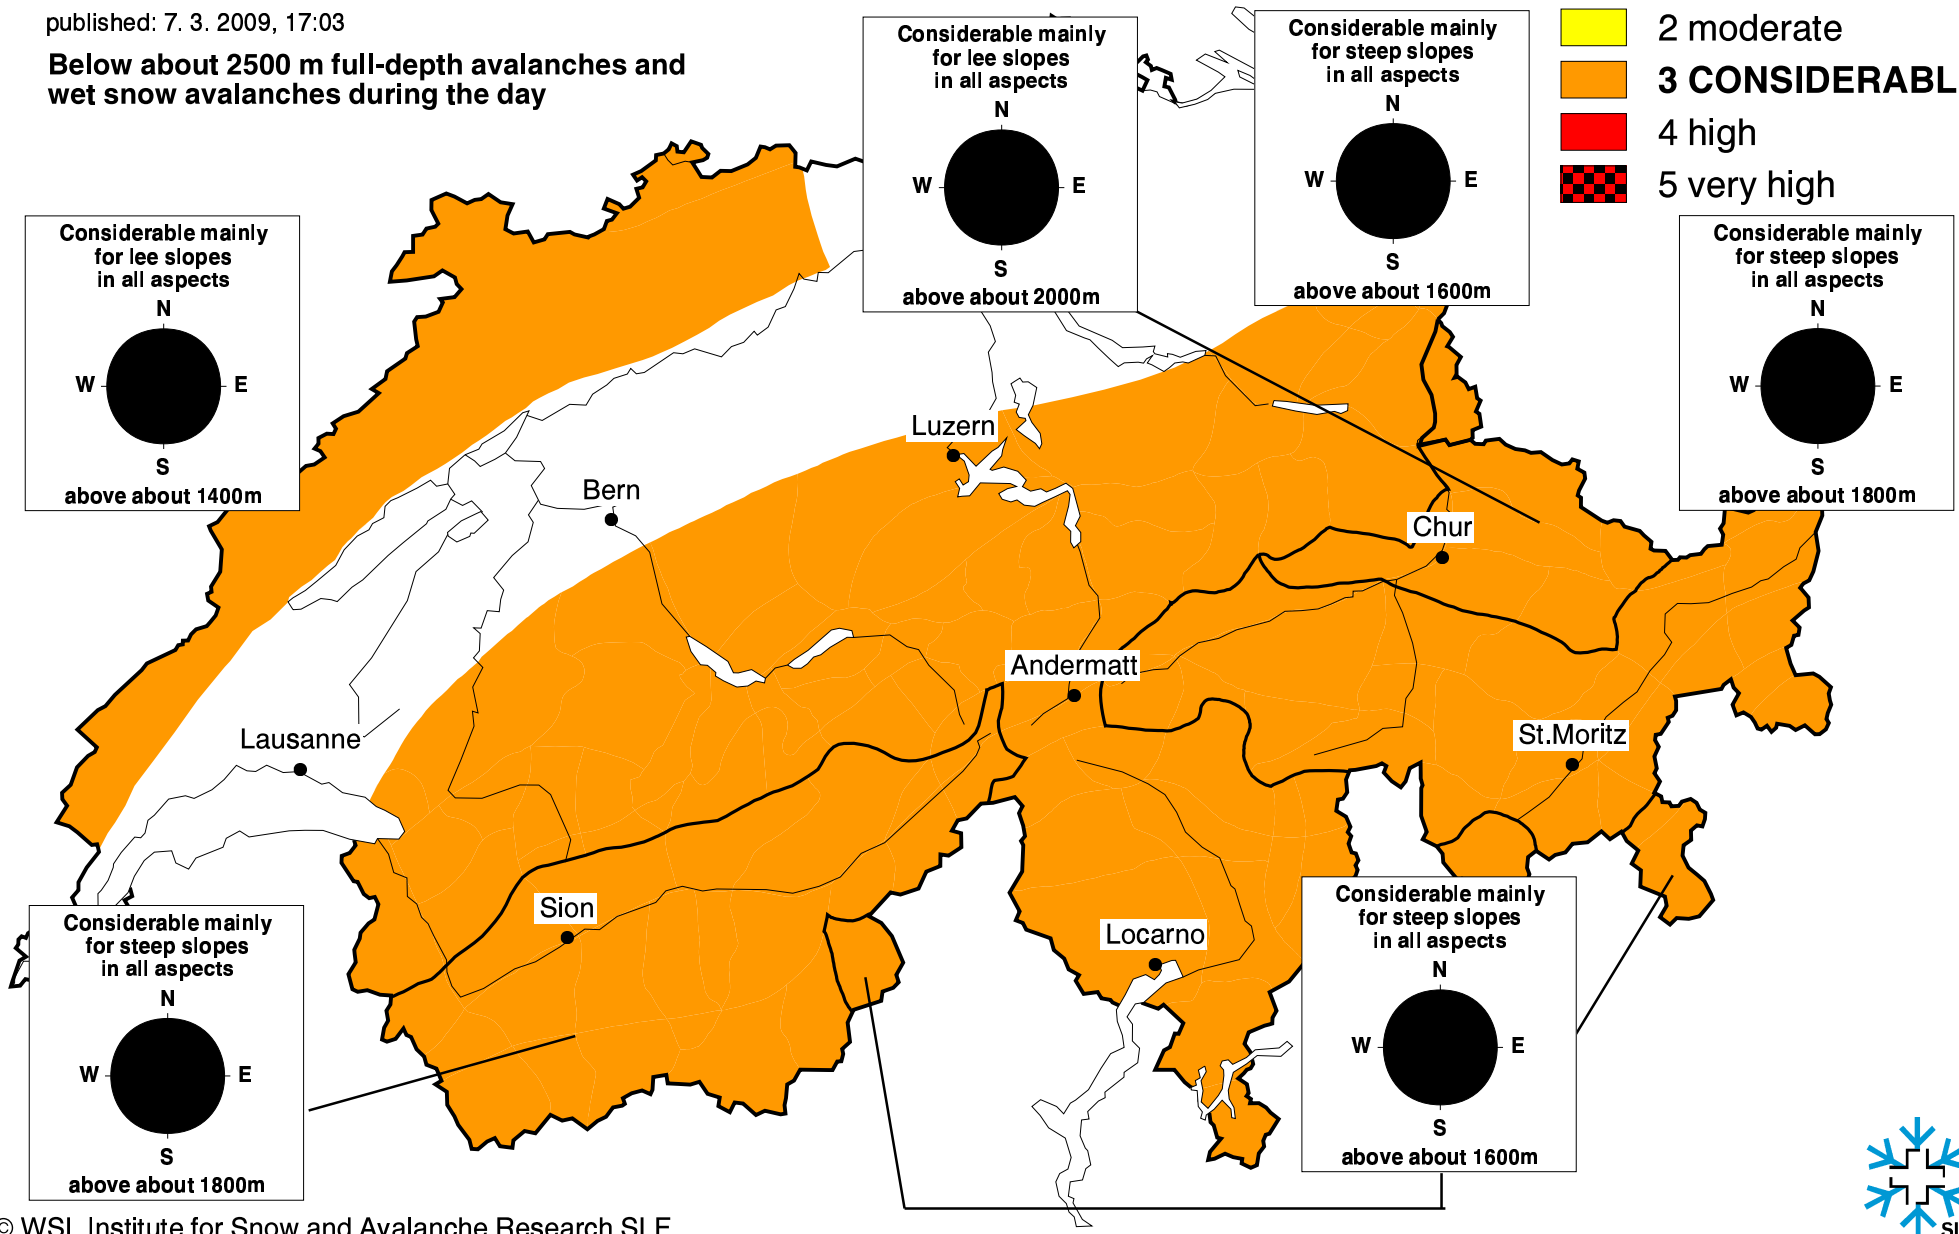 published: 7. 3. 2009, 17:03
Below about 2500 m full-depth avalanches and
wet snow avalanches during the day
2 moderate
3 CONSIDERABL
4 high
5 very high
Considerable mainly
for lee slopes
in all aspects
N
W E
S
above about 2000m
Considerable mainly
for steep slopes
in all aspects
N
W E
S
above about 1600m
Considerable mainly
for lee slopes
in all aspects
N
W E
S
above about 1400m
Considerable mainly
for steep slopes
in all aspects
N
W E
S
above about 1800m
Luzern
Bern
Chur
Andermatt
Lausanne
St.Moritz
Sion
Locarno
Considerable mainly
for steep slopes
in all aspects
N
W E
S
above about 1800m
Considerable mainly
for steep slopes
in all aspects
N
W E
S
above about 1600m
© WSL Institute for Snow and Avalanche Research SLF